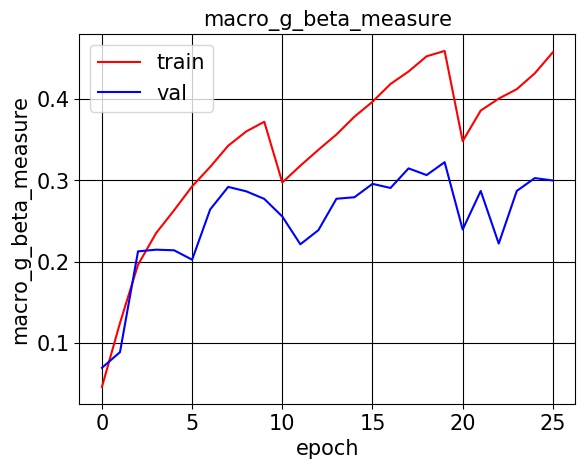 macro_g_beta_measure
train
val
macro_g_beta_measure
0.4
0.3
0.2
0.1
0 5 10 15 20 25
epoch